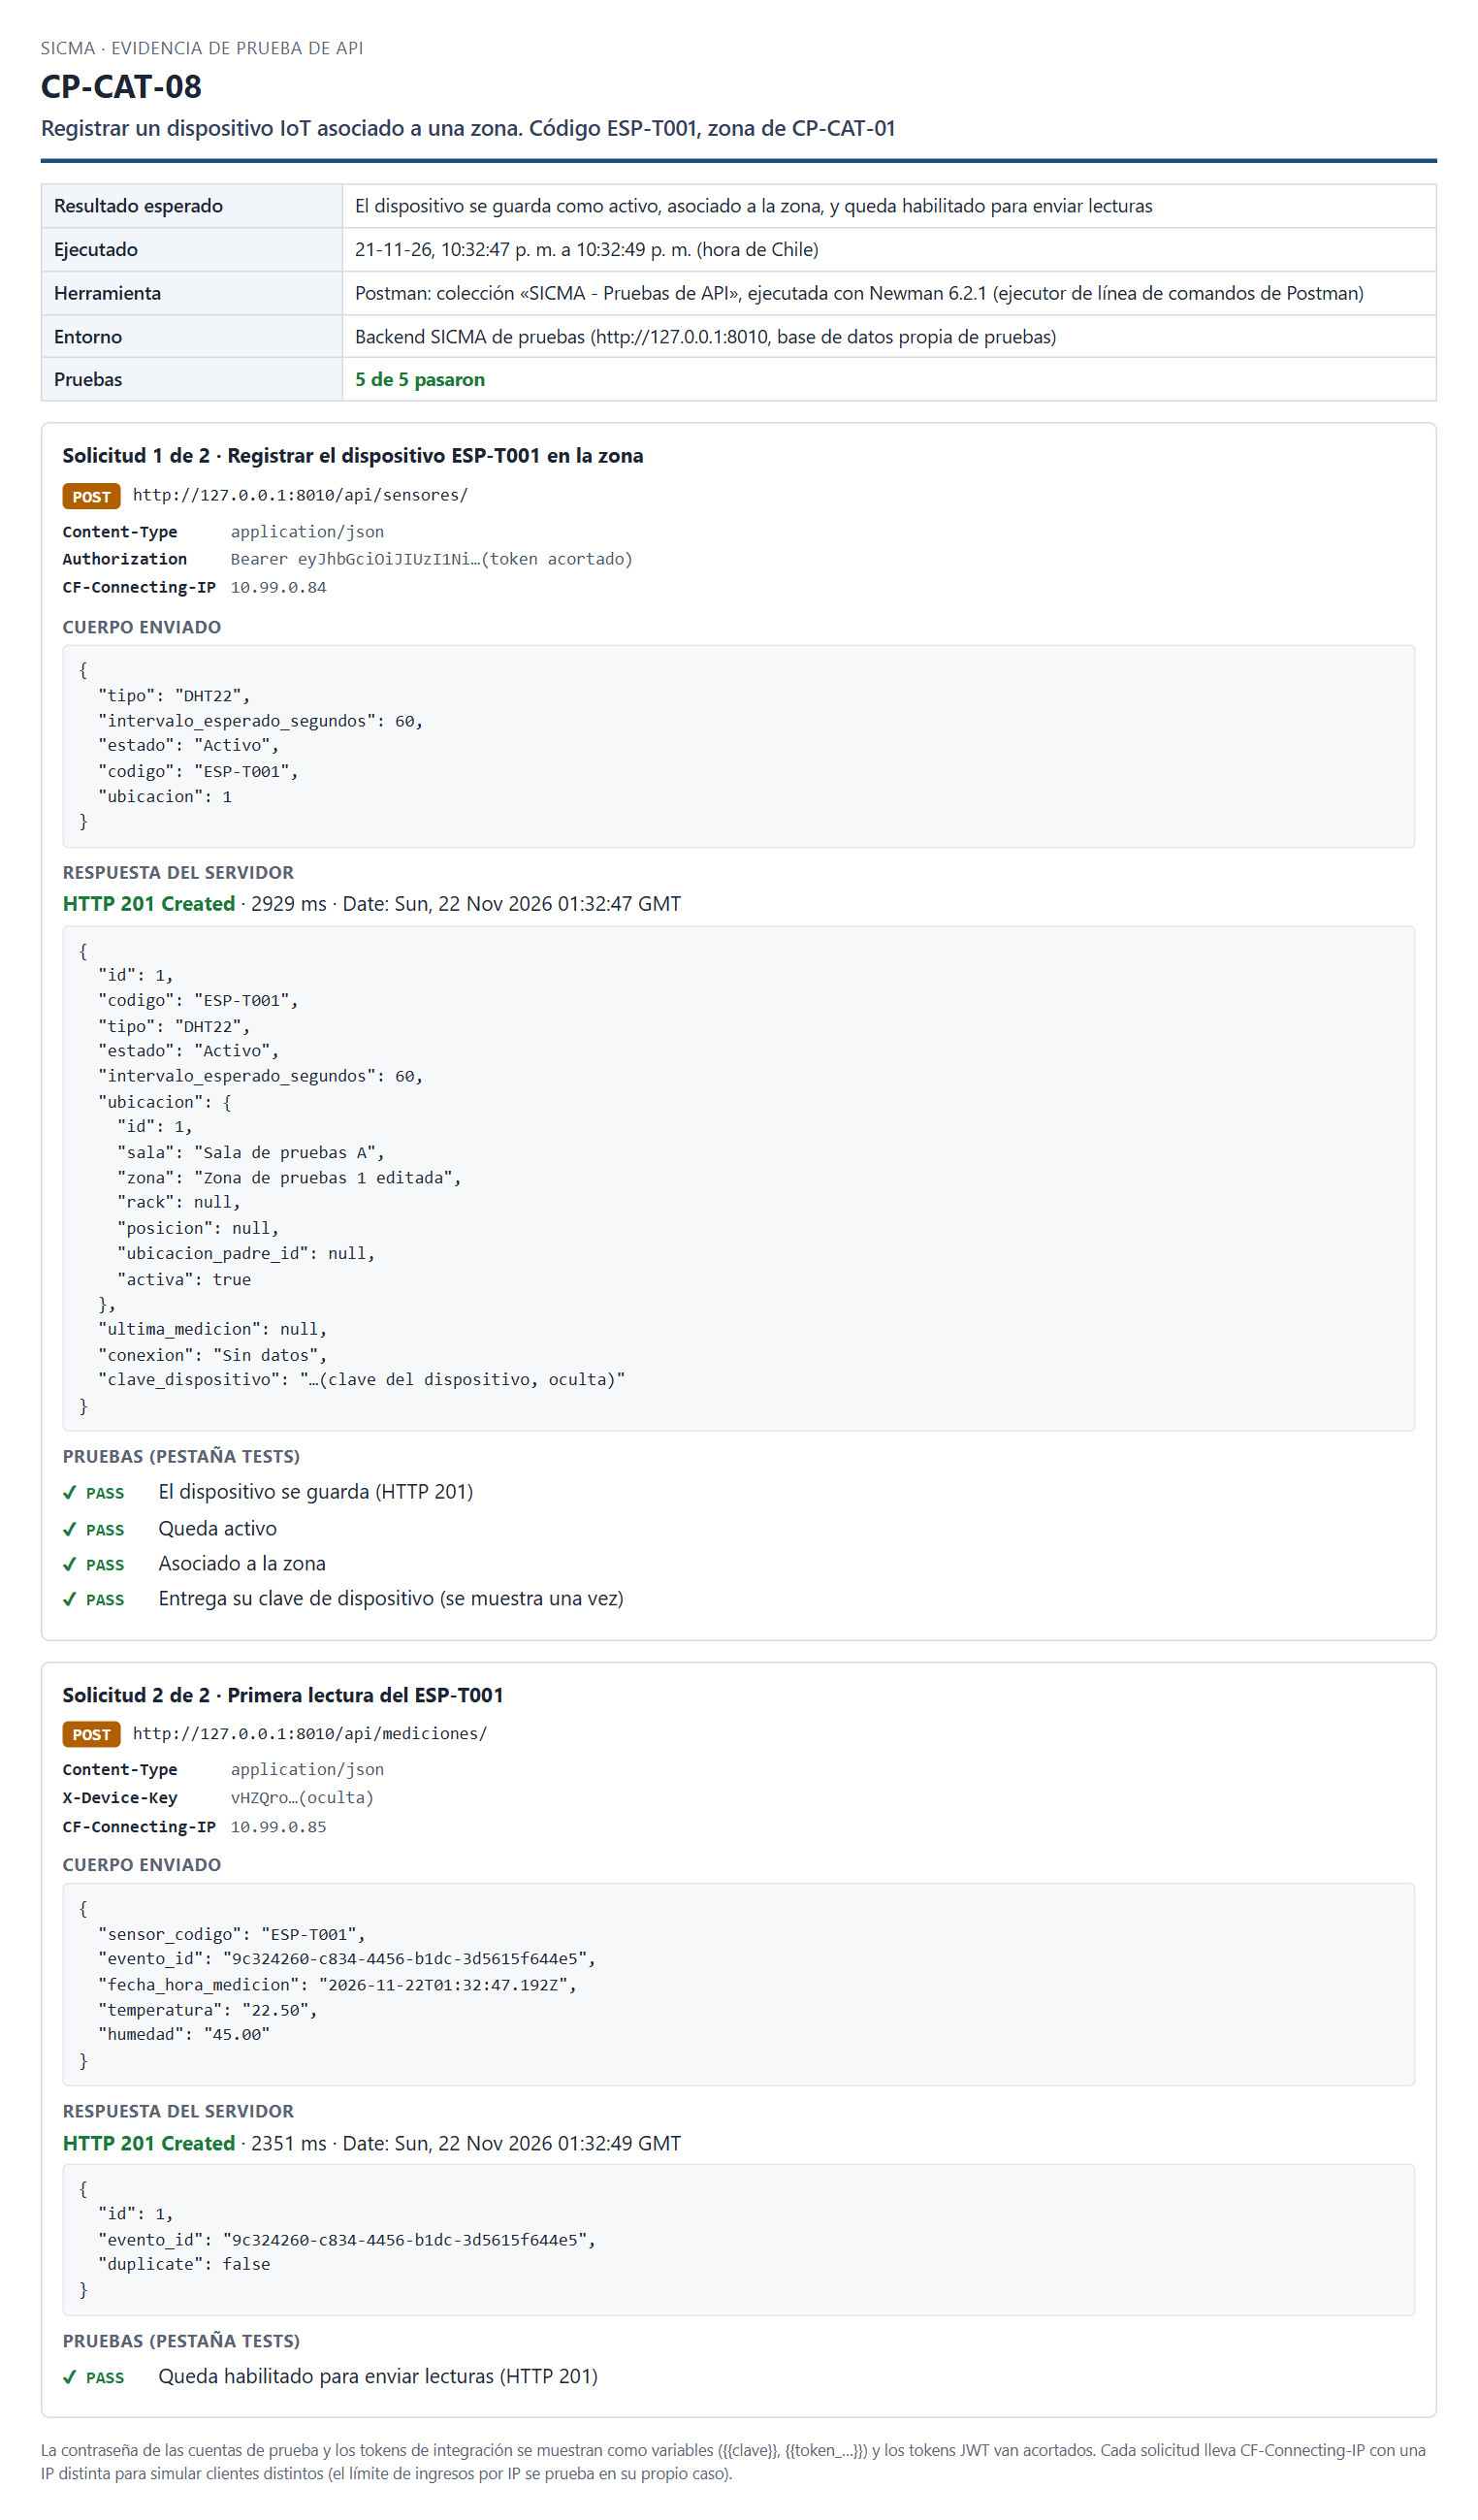 SICMA · EVIDENCIA DE PRUEBA DE API
CP-CAT-08
Registrar un dispositivo IoT asociado a una zona. Código ESP-T001, zona de CP-CAT-01
Resultado esperado El dispositivo se guarda como activo, asociado a la zona, y queda habilitado para enviar lecturas
Ejecutado 21-11-26, 10:32:47 p. m. a 10:32:49 p. m. (hora de Chile)
Herramienta Postman: colección «SICMA - Pruebas de API», ejecutada con Newman 6.2.1 (ejecutor de línea de comandos de Postman)
Entorno Backend SICMA de pruebas (http://127.0.0.1:8010, base de datos propia de pruebas)
Pruebas 5 de 5 pasaron
Solicitud 1 de 2 · Registrar el dispositivo ESP-T001 en la zona
POST http://127.0.0.1:8010/api/sensores/
Content-Type application/json
Authorization Bearer eyJhbGciOiJIUzI1Ni…(token acortado)
CF-Connecting-IP 10.99.0.84
CUERPO ENVIADO
{
"tipo": "DHT22",
"intervalo_esperado_segundos": 60,
"estado": "Activo",
"codigo": "ESP-T001",
"ubicacion": 1
}
RESPUESTA DEL SERVIDOR
HTTP 201 Created · 2929 ms · Date: Sun, 22 Nov 2026 01:32:47 GMT
{
"id": 1,
"codigo": "ESP-T001",
"tipo": "DHT22",
"estado": "Activo",
"intervalo_esperado_segundos": 60,
"ubicacion": {
"id": 1,
"sala": "Sala de pruebas A",
"zona": "Zona de pruebas 1 editada",
"rack": null,
"posicion": null,
"ubicacion_padre_id": null,
"activa": true
},
"ultima_medicion": null,
"conexion": "Sin datos",
"clave_dispositivo": "…(clave del dispositivo, oculta)"
}
PRUEBAS (PESTAÑA TESTS)
✔ PASS El dispositivo se guarda (HTTP 201)
✔ PASS Queda activo
✔ PASS Asociado a la zona
✔ PASS Entrega su clave de dispositivo (se muestra una vez)
Solicitud 2 de 2 · Primera lectura del ESP-T001
POST http://127.0.0.1:8010/api/mediciones/
Content-Type application/json
X-Device-Key vHZQro…(oculta)
CF-Connecting-IP 10.99.0.85
CUERPO ENVIADO
{
"sensor_codigo": "ESP-T001",
"evento_id": "9c324260-c834-4456-b1dc-3d5615f644e5",
"fecha_hora_medicion": "2026-11-22T01:32:47.192Z",
"temperatura": "22.50",
"humedad": "45.00"
}
RESPUESTA DEL SERVIDOR
HTTP 201 Created · 2351 ms · Date: Sun, 22 Nov 2026 01:32:49 GMT
{
"id": 1,
"evento_id": "9c324260-c834-4456-b1dc-3d5615f644e5",
"duplicate": false
}
PRUEBAS (PESTAÑA TESTS)
✔ PASS Queda habilitado para enviar lecturas (HTTP 201)
La contraseña de las cuentas de prueba y los tokens de integración se muestran como variables ({{clave}}, {{token_…}}) y los tokens JWT van acortados. Cada solicitud lleva CF-Connecting-IP con una
IP distinta para simular clientes distintos (el límite de ingresos por IP se prueba en su propio caso).